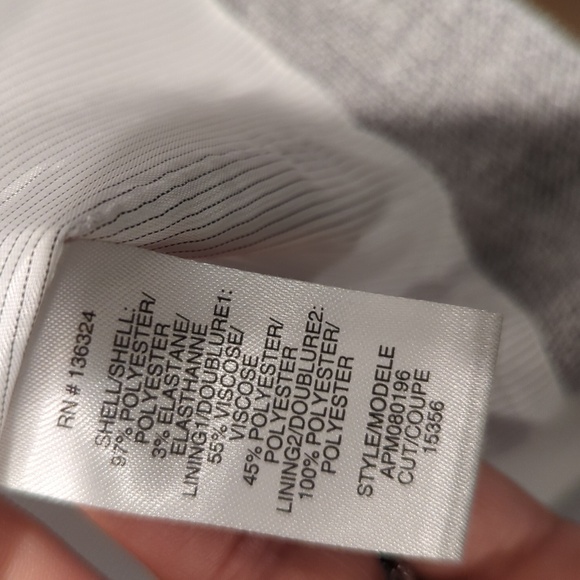 RN # 136324
SHELL/SHELL:
97% POLYESTER/
POLYESTER
3% ELASTANE/
ELASTHANNE
LINING1/DOUBLURE1:
55% VISCOSE/
VISCOSE
45% POLYESTER/
POLYESTER
LINING2/DOUBLURE2:
100% POLYESTER/
POLYESTER
STYLE/MODELE
APM080196
CUT/COUPE
15356